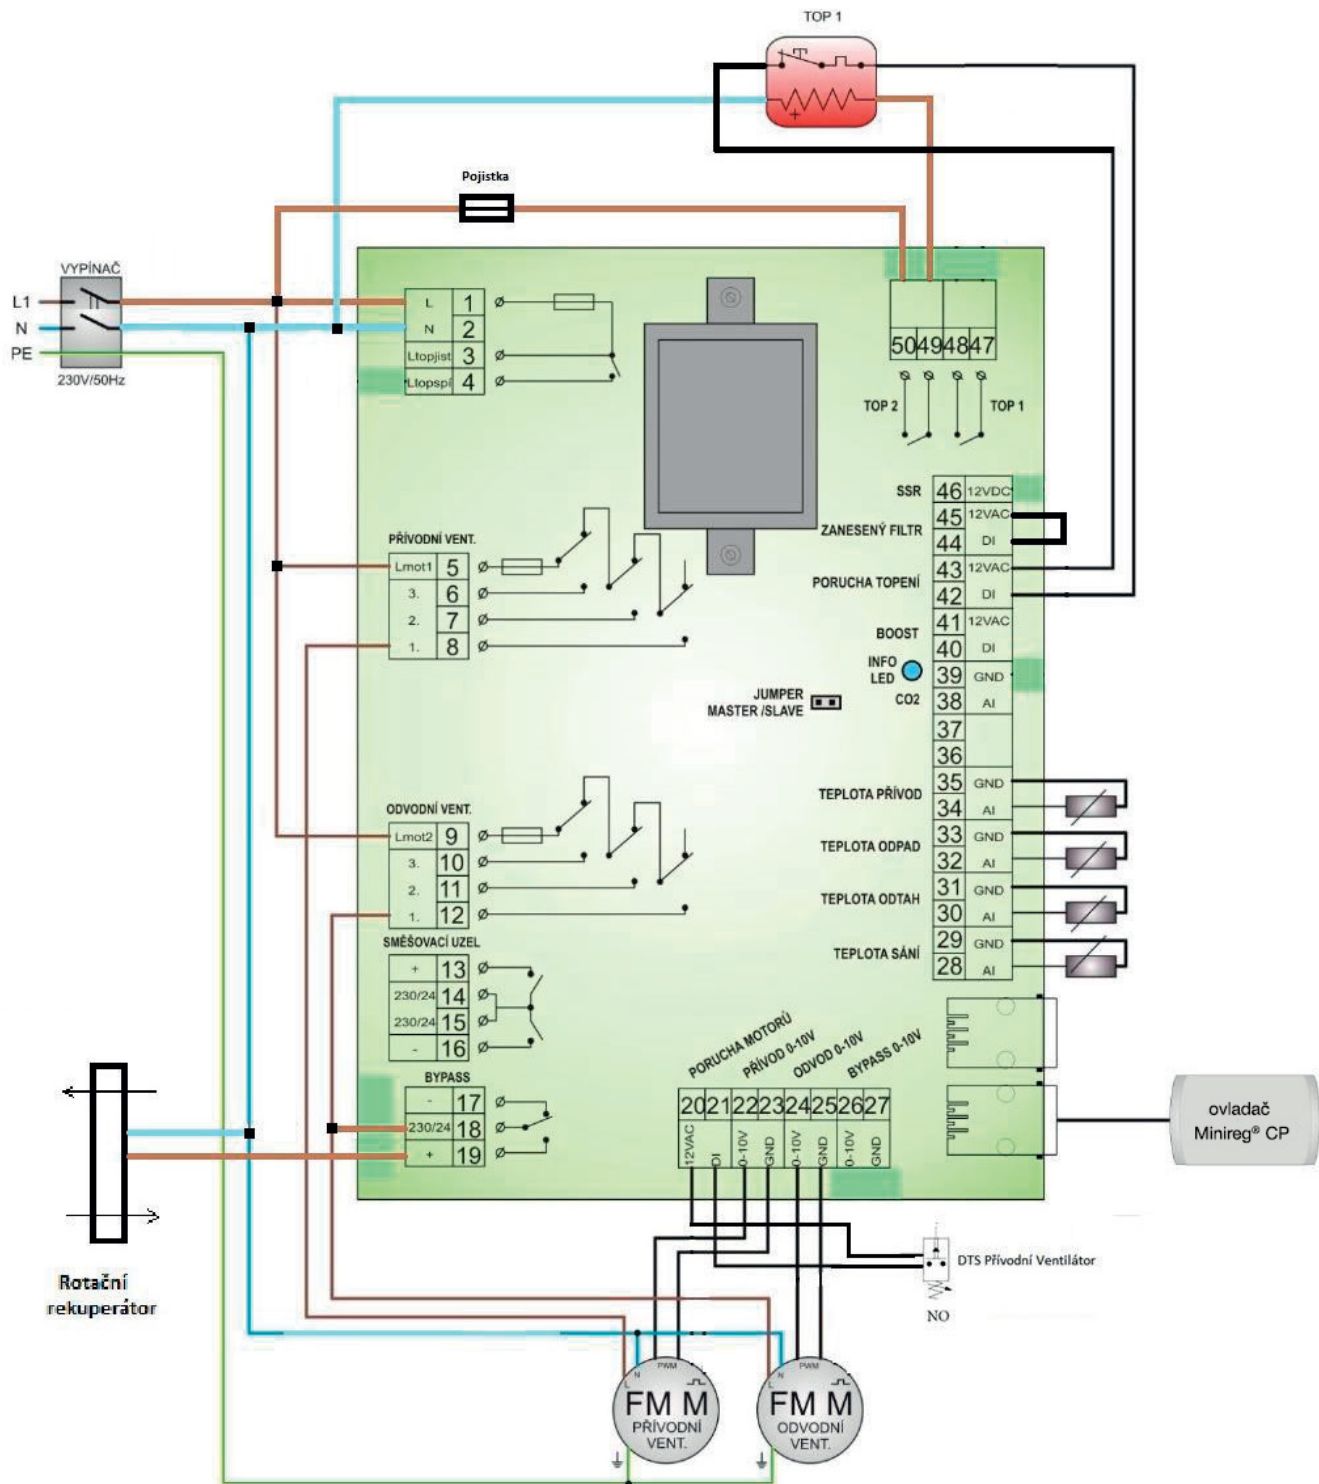 TOP 1
Pojistka
VYPÍNAČ
L1
N
PE
230V/50Hz
L 1
N 2
Ltopjist 3
Ltopspí 4
50 49 48 47
TOP 2 TOP 1
PŘÍVODNÍ VENT.
Lmot1 5
3. 6
2. 7
1. 8
SSR 46 12VDC
45 12VAC
ZANESENÝ FILTR
44 DI
43 12VAC
PORUCHA TOPENÍ
42 DI
41 12VAC
BOOST
40 DI
INFO
LED
39 GND
CO2 38 AI
37
36
JUMPER
MASTER /SLAVE
35 GND
TEPLOTA PŘÍVOD
34 AI
33 GND
TEPLOTA ODPAD
32 AI
31 GND
TEPLOTA ODTAH
30 AI
29 GND
TEPLOTA SÁNÍ
28 AI
ODVODNÍ VENT.
Lmot2 9
3. 10
2. 11
1. 12
SMĚŠOVACÍ UZEL
+ 13
230/24 14
230/24 15
- 16
BYPASS
- 17
230/24 18
+ 19
PORUCHA MOTORŮ
PŘÍVOD 0-10V
ODVOD 0-10V
BYPASS 0-10V
20 21 22 23 24 25 26 27
12VAC DI 0-10V GND 0-10V GND 0-10V GND
ovladač
Minireg® CP
DTS Přívodní Ventilátor
NO
Rotační
rekuperátor
L N PWM
FM M
PŘÍVODNÍ
VENT.
L N PWM
FM M
ODVODNÍ
VENT.